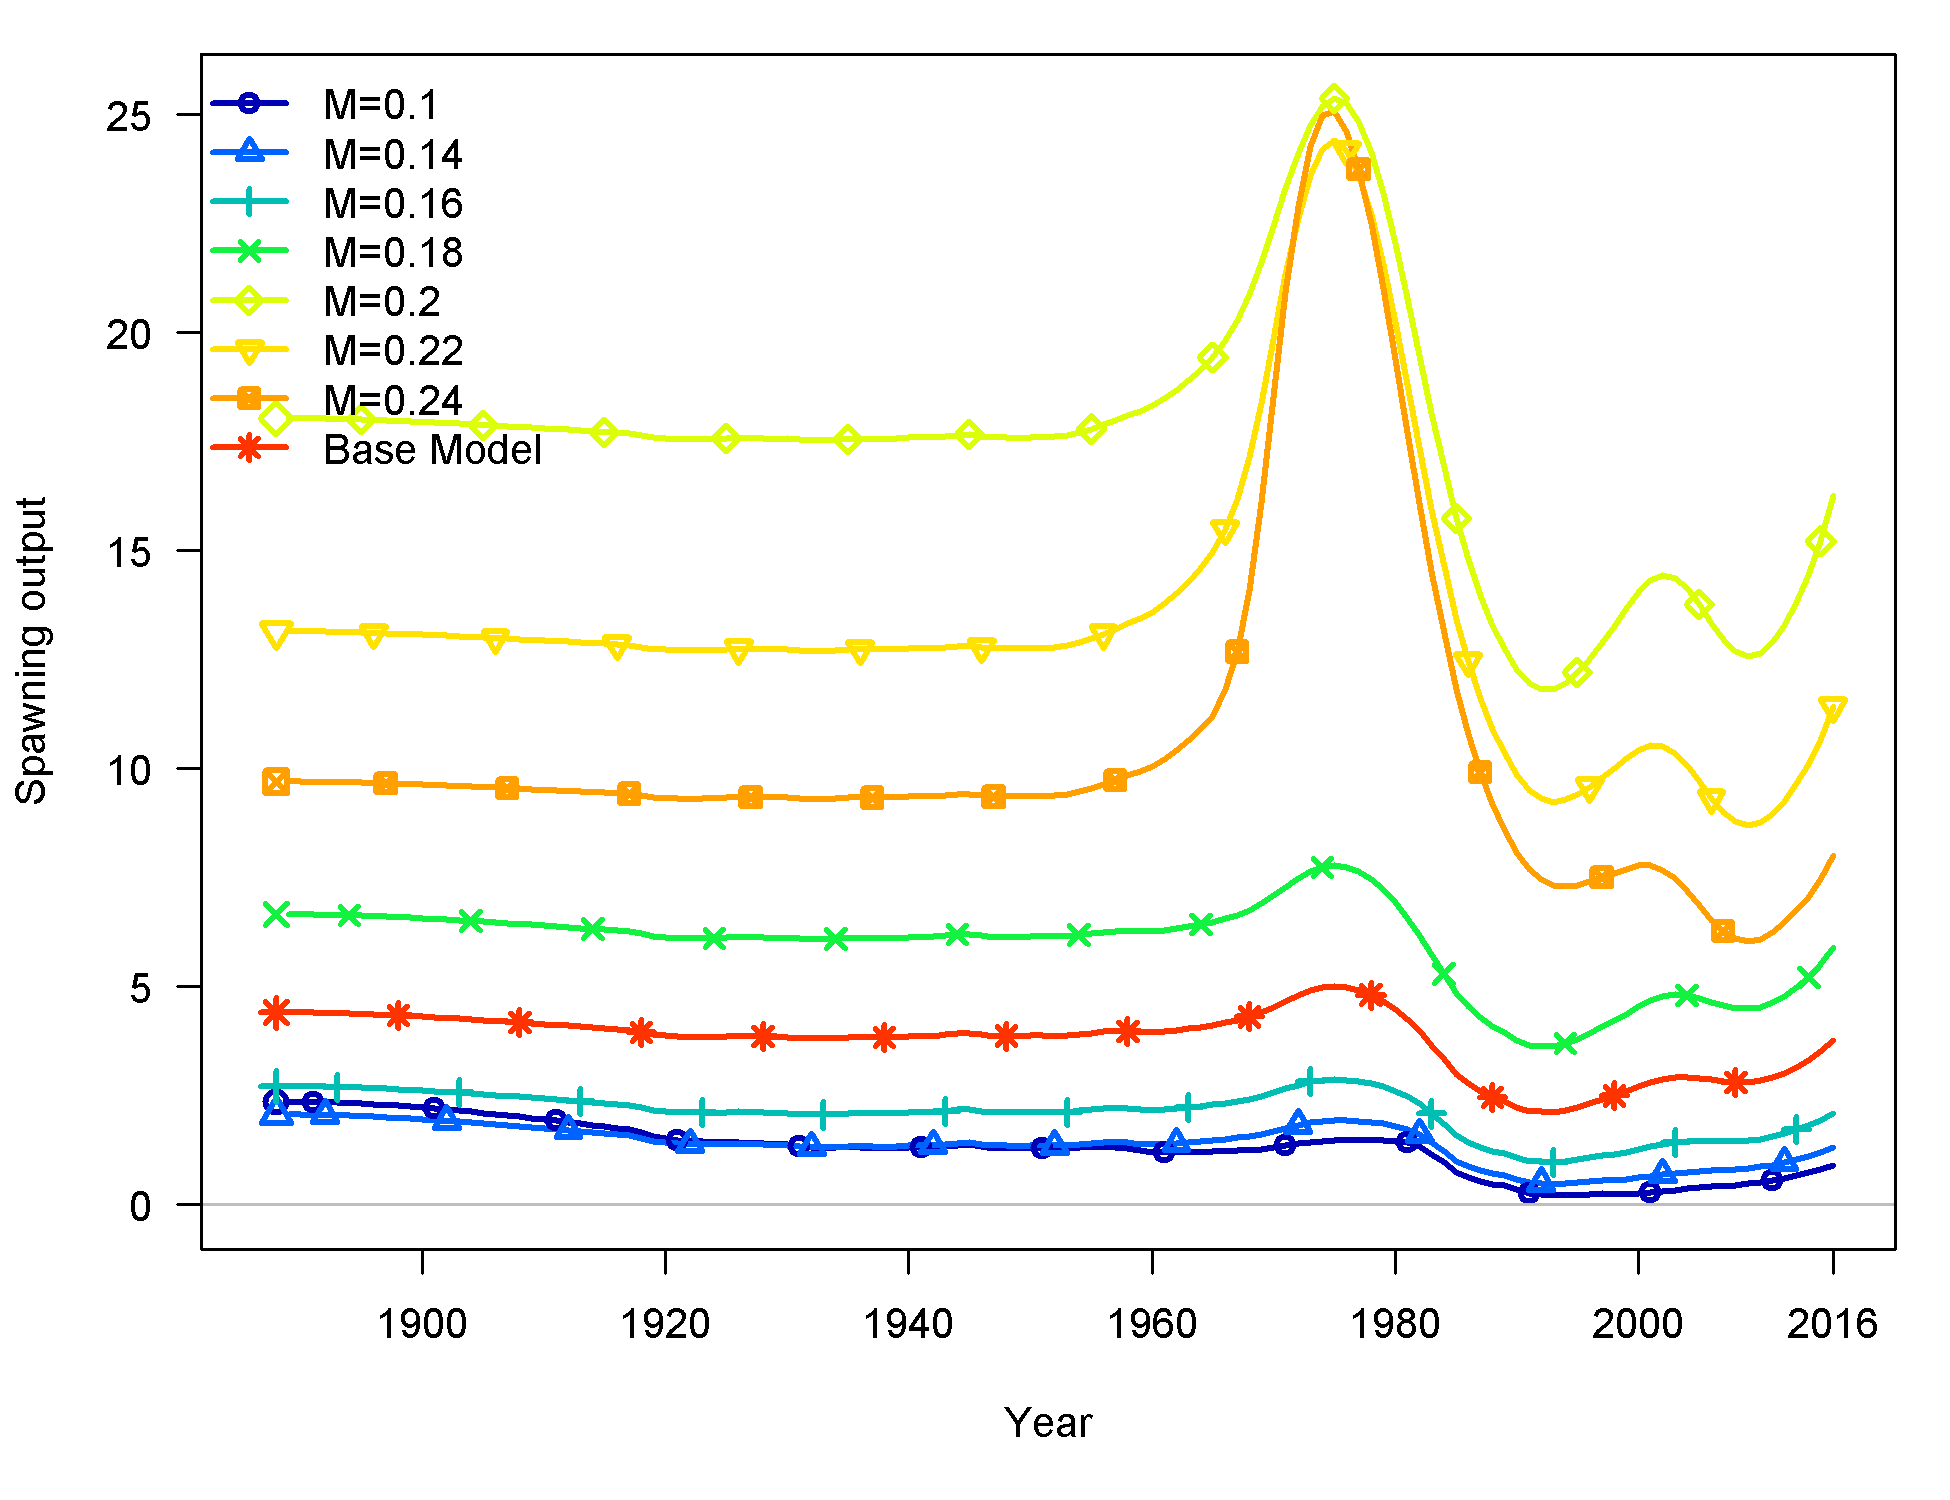 M=0.1
M=0.14
M=0.16
M=0.18
M=0.2
M=0.22
M=0.24
Base Model
25
20
15
10
5
0
Spawning output
1900 1920 1940 1960 1980 2000 2016
Year